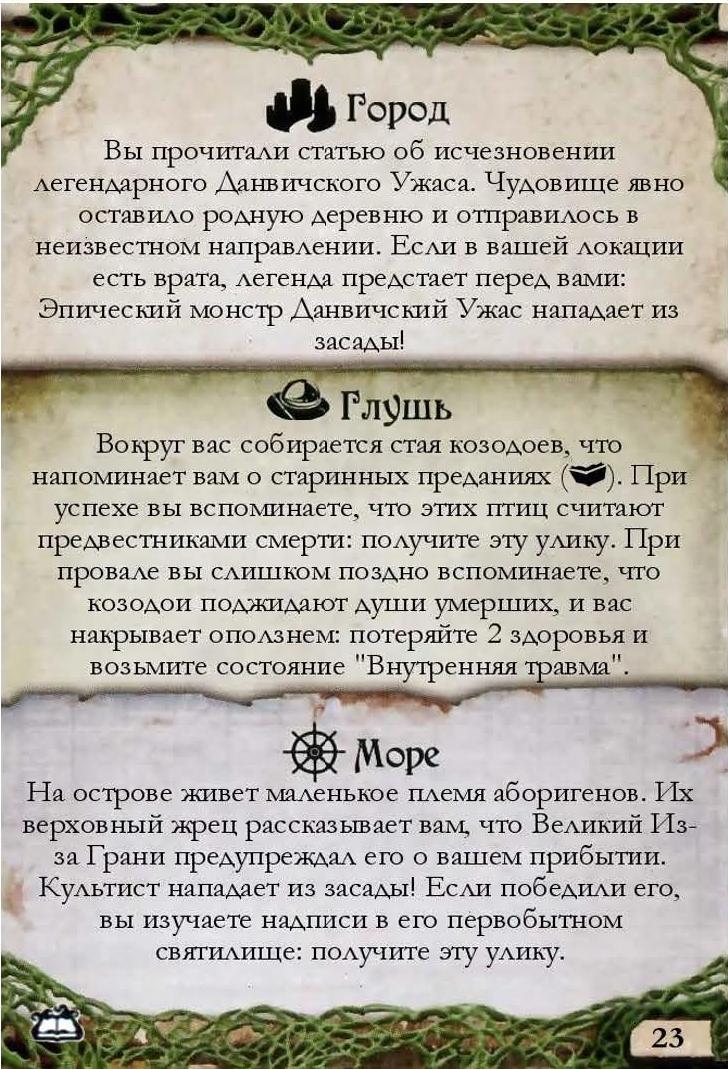 Город
Вы прочитали статью об исчезновении
легендарного Данвичского Ужаса. Чудовище явно
оставило родную деревню и отправилось в
неизвестном направлении. Если в вашей локации
есть врата, легенда предстает перед вами:
Эпический монстр Данвичский Ужас нападает из
засады!
Глушь
Вокруг вас собирается стая козодоев, что
напоминает вам о старинных преданиях (). При
успехе вы вспоминаете, что этих птиц считают
предвестниками смерти: получите эту улику. При
провале вы слишком поздно вспоминаете, что
козодои поджидают души умерших, и вас
накрывает оползнем: потеряйте 2 здоровья и
возьмите состояние "Внутренняя травма".
Море
На острове живет маленькое племя аборигенов. Их
верховный жрец рассказывает вам, что Великий Из-
за Грани предупреждал его о вашем прибытии.
Культист нападает из засады! Если победили его,
вы изучаете надписи в его первобытном
святилище: получите эту улику.
23